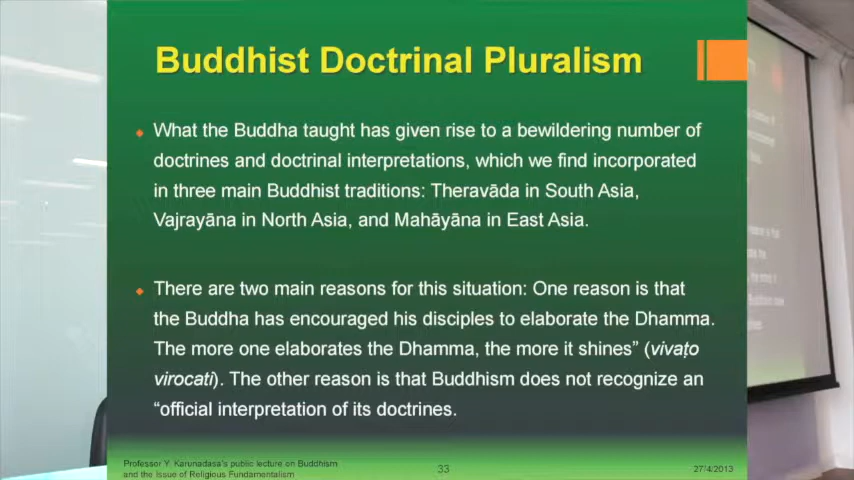 Buddhist Doctrinal Pluralism
What the Buddha taught has given rise to a bewildering number of
doctrines and doctrinal interpretations, which we find incorporated
in three main Buddhist traditions: Theravāda in South Asia,
Vajrayāna in North Asia, and Mahāyāna in East Asia.
There are two main reasons for this situation: One reason is that
the Buddha has encouraged his disciples to elaborate the Dhamma.
The more one elaborates the Dhamma, the more it shines” (vivaṭo
virocati). The other reason is that Buddhism does not recognize an
“official interpretation of its doctrines.
Professor Y. Karunadasa's public lecture on Buddhism
and the Issue of Religious Fundamentalism
33
27/4/2013